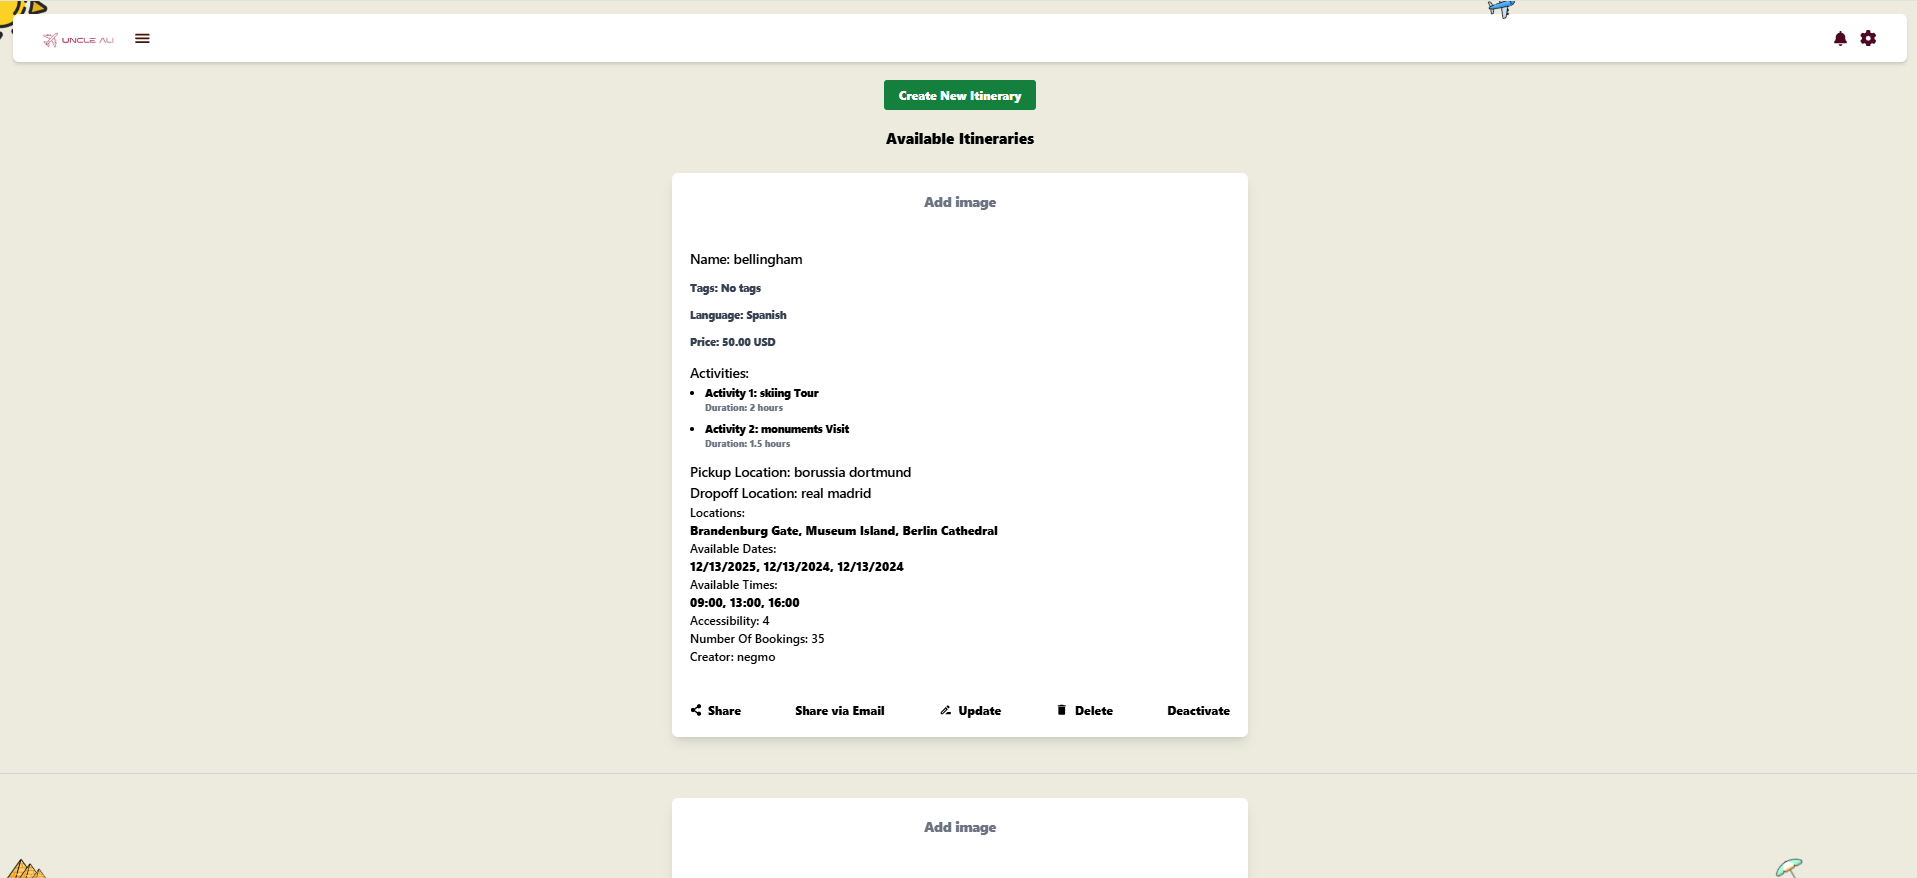 UNCLE ALI
Create New Itinerary
Available Itineraries
Add image
Name: bellingham
Tags: No tags
Language: Spanish
Price: 50.00 USD
Activities:
Activity 1: skiing Tour
Duration: 2 hours
Activity 2: monuments Visit
Duration: 1.5 hours
Pickup Location: borussia dortmund
Dropoff Location: real madrid
Locations:
Brandenburg Gate, Museum Island, Berlin Cathedral
Available Dates:
12/13/2025, 12/13/2024, 12/13/2024
Available Times:
09:00, 13:00, 16:00
Accessibility: 4
Number Of Bookings: 35
Creator: negmo
Share Share via Email Update Delete Deactivate
Add image